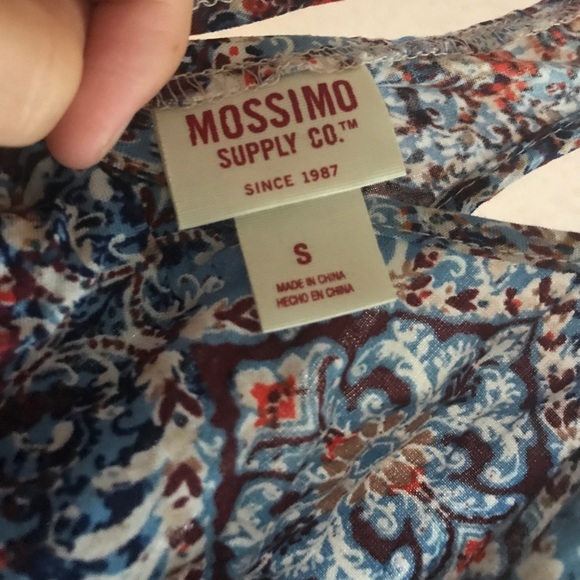 MOSSIMO
SUPPLY CO.™
SINCE 1987
S
MADE IN CHINA
HECHO EN CHINA